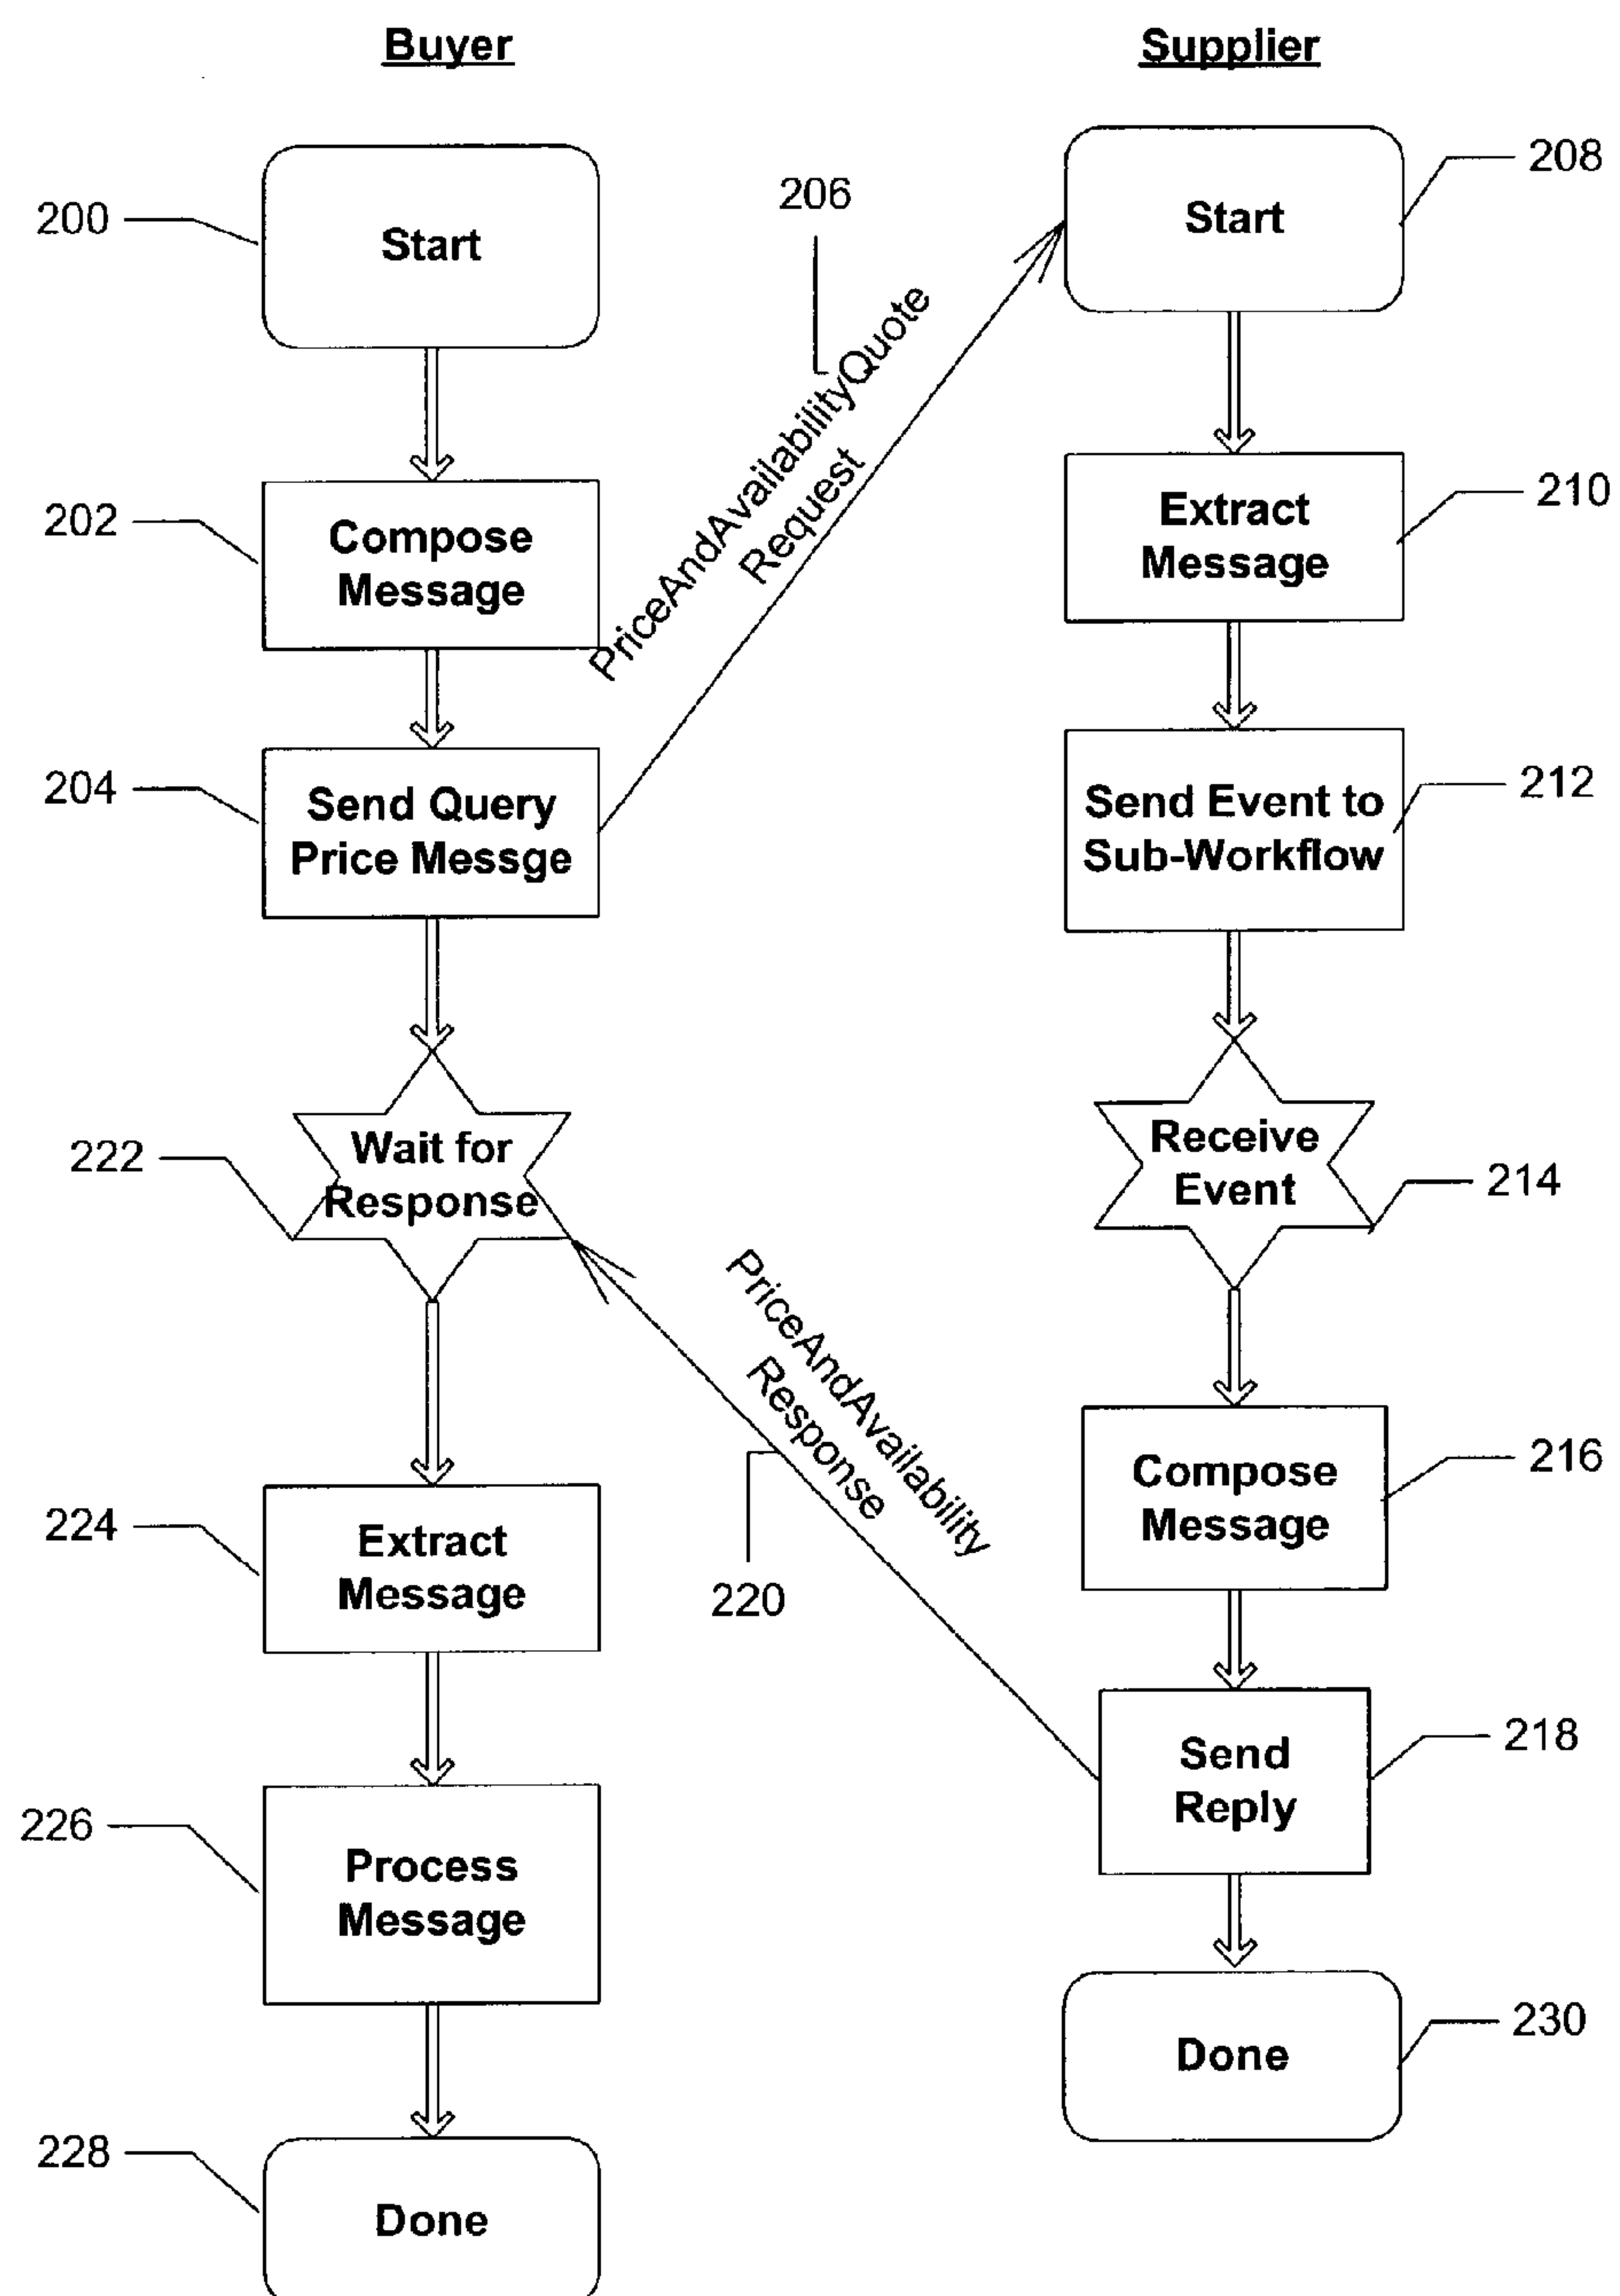 Buyer
200
Start
202
Compose
Message
204
Send Query
Price Messge
222
Wait for
Response
224
Extract
Message
226
Process
Message
228
Done
206
PriceAndAvailabilityQuote
Request
PriceAndAvailability
Response
220
Supplier
Start
208
Extract
Message
210
Send Event to
Sub-Workflow
212
Receive
Event
214
Compose
Message
216
Send
Reply
218
Done
230